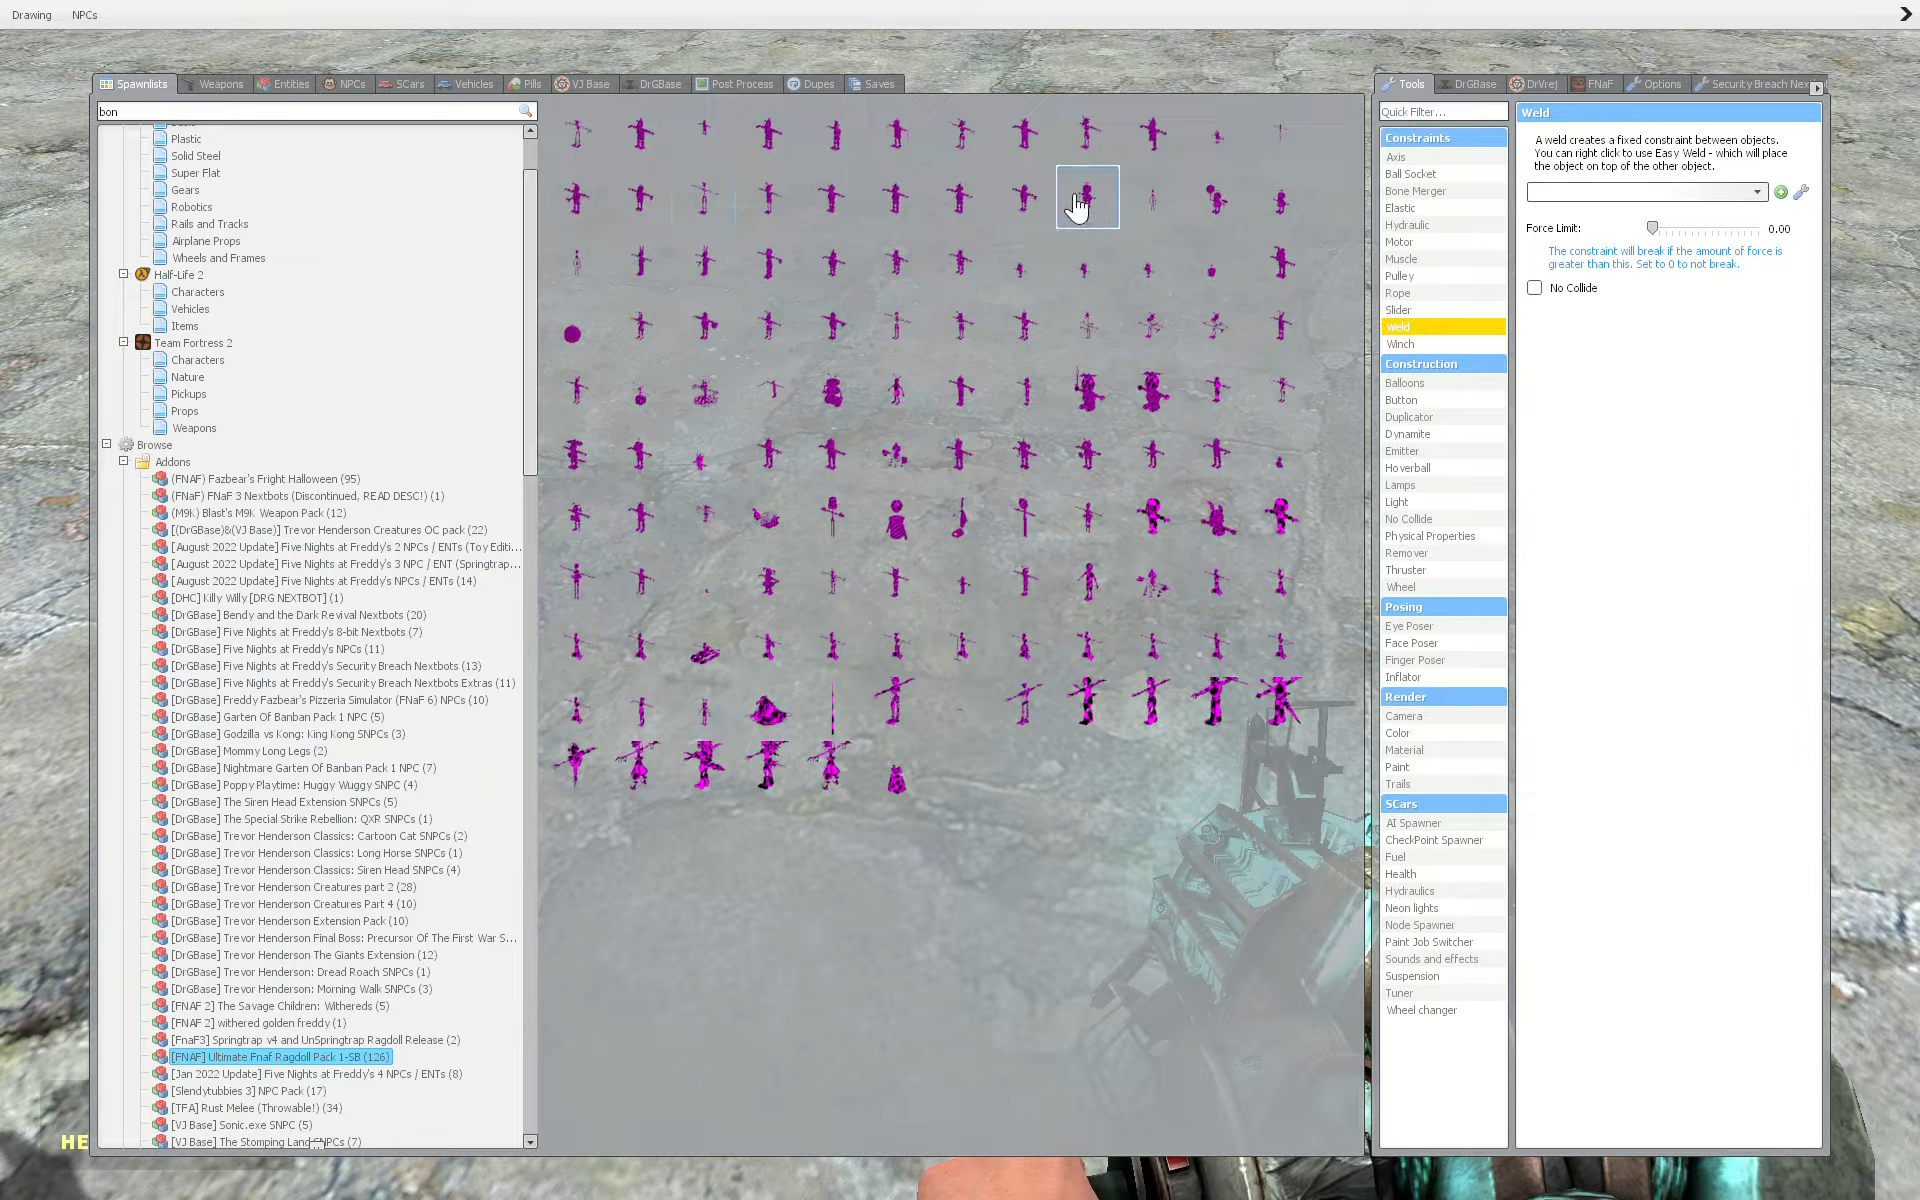 Drawing NPCs
Spawnlists Weapons Entities NPCs SCars Vehicles Pills VJ Base DrGBase Post Process Dupes Saves
bon
Plastic
Solid Steel
Super Flat
Gears
Robotics
Rails and Tracks
Airplane Props
Wheels and Frames
Half-Life 2
Characters
Vehicles
Items
Team Fortress 2
Characters
Nature
Pickups
Props
Weapons
Browse
Addons
(FNAF) Fazbear's Fright Halloween (95)
(FNaF) FNaF 3 Nextbots (Discontinued, READ DESC!) (1)
(M9K) Blast's M9K Weapon Pack (12)
[(DrGBase)&(VJ Base)] Trevor Henderson Creatures OC pack (22)
[August 2022 Update] Five Nights at Freddy's 2 NPCs / ENTs (Toy Editi...
[August 2022 Update] Five Nights at Freddy's 3 NPC / ENT (Springtrap...
[August 2022 Update] Five Nights at Freddy's NPCs / ENTs (14)
[DHC] Killy Willy [DRG NEXTBOT] (1)
[DrGBase] Bendy and the Dark Revival Nextbots (20)
[DrGBase] Five Nights at Freddy's 8-bit Nextbots (7)
[DrGBase] Five Nights at Freddy's NPCs (11)
[DrGBase] Five Nights at Freddy's Security Breach Nextbots (13)
[DrGBase] Five Nights at Freddy's Security Breach Nextbots Extras (11)
[DrGBase] Freddy Fazbear's Pizzeria Simulator (FNaF 6) NPCs (10)
[DrGBase] Garten Of Banban Pack 1 NPC (5)
[DrGBase] Godzilla vs Kong: King Kong SNPCs (3)
[DrGBase] Mommy Long Legs (2)
[DrGBase] Nightmare Garten Of Banban Pack 1 NPC (7)
[DrGBase] Poppy Playtime: Huggy Wuggy SNPC (4)
[DrGBase] The Siren Head Extension SNPCs (5)
[DrGBase] The Special Strike Rebellion: QXR SNPCs (1)
[DrGBase] Trevor Henderson Classics: Cartoon Cat SNPCs (2)
[DrGBase] Trevor Henderson Classics: Long Horse SNPCs (1)
[DrGBase] Trevor Henderson Classics: Siren Head SNPCs (4)
[DrGBase] Trevor Henderson Creatures part 2 (28)
[DrGBase] Trevor Henderson Creatures Part 4 (10)
[DrGBase] Trevor Henderson Extension Pack (10)
[DrGBase] Trevor Henderson Final Boss: Precursor Of The First War S...
[DrGBase] Trevor Henderson The Giants Extension (12)
[DrGBase] Trevor Henderson: Dread Roach SNPCs (1)
[DrGBase] Trevor Henderson: Morning Walk SNPCs (3)
[FNAF 2] The Savage Children: Withereds (5)
[FNAF 2] withered golden freddy (1)
[FnaF3] Springtrap v4 and UnSpringtrap Ragdoll Release (2)
[FNAF] Ultimate Fnaf Ragdoll Pack 1-SB (126)
[Jan 2022 Update] Five Nights at Freddy's 4 NPCs / ENTs (8)
[Slendytubbies 3] NPC Pack (17)
[TFA] Rust Melee (Throwable!) (34)
[VJ Base] Sonic.exe SNPC (5)
[VJ Base] The Stomping Land SNPCs (7)
HE
Tools DrGBase DrVrej FNaF Options Security Breach Nex
Quick Filter...
Constraints
Axis
Ball Socket
Bone Merger
Elastic
Hydraulic
Motor
Muscle
Pulley
Rope
Slider
Weld
Winch
Construction
Balloons
Button
Duplicator
Dynamite
Emitter
Hoverball
Lamps
Light
No Collide
Physical Properties
Remover
Thruster
Wheel
Posing
Eye Poser
Face Poser
Finger Poser
Inflator
Render
Camera
Color
Material
Paint
Trails
SCars
AI Spawner
CheckPoint Spawner
Fuel
Health
Hydraulics
Neon lights
Node Spawner
Paint Job Switcher
Sounds and effects
Suspension
Tuner
Wheel changer
Weld
A weld creates a fixed constraint between objects.
You can right click to use Easy Weld - which will place
the object on top of the other object.
Force Limit: 0.00
The constraint will break if the amount of force is
greater than this. Set to 0 to not break.
No Collide